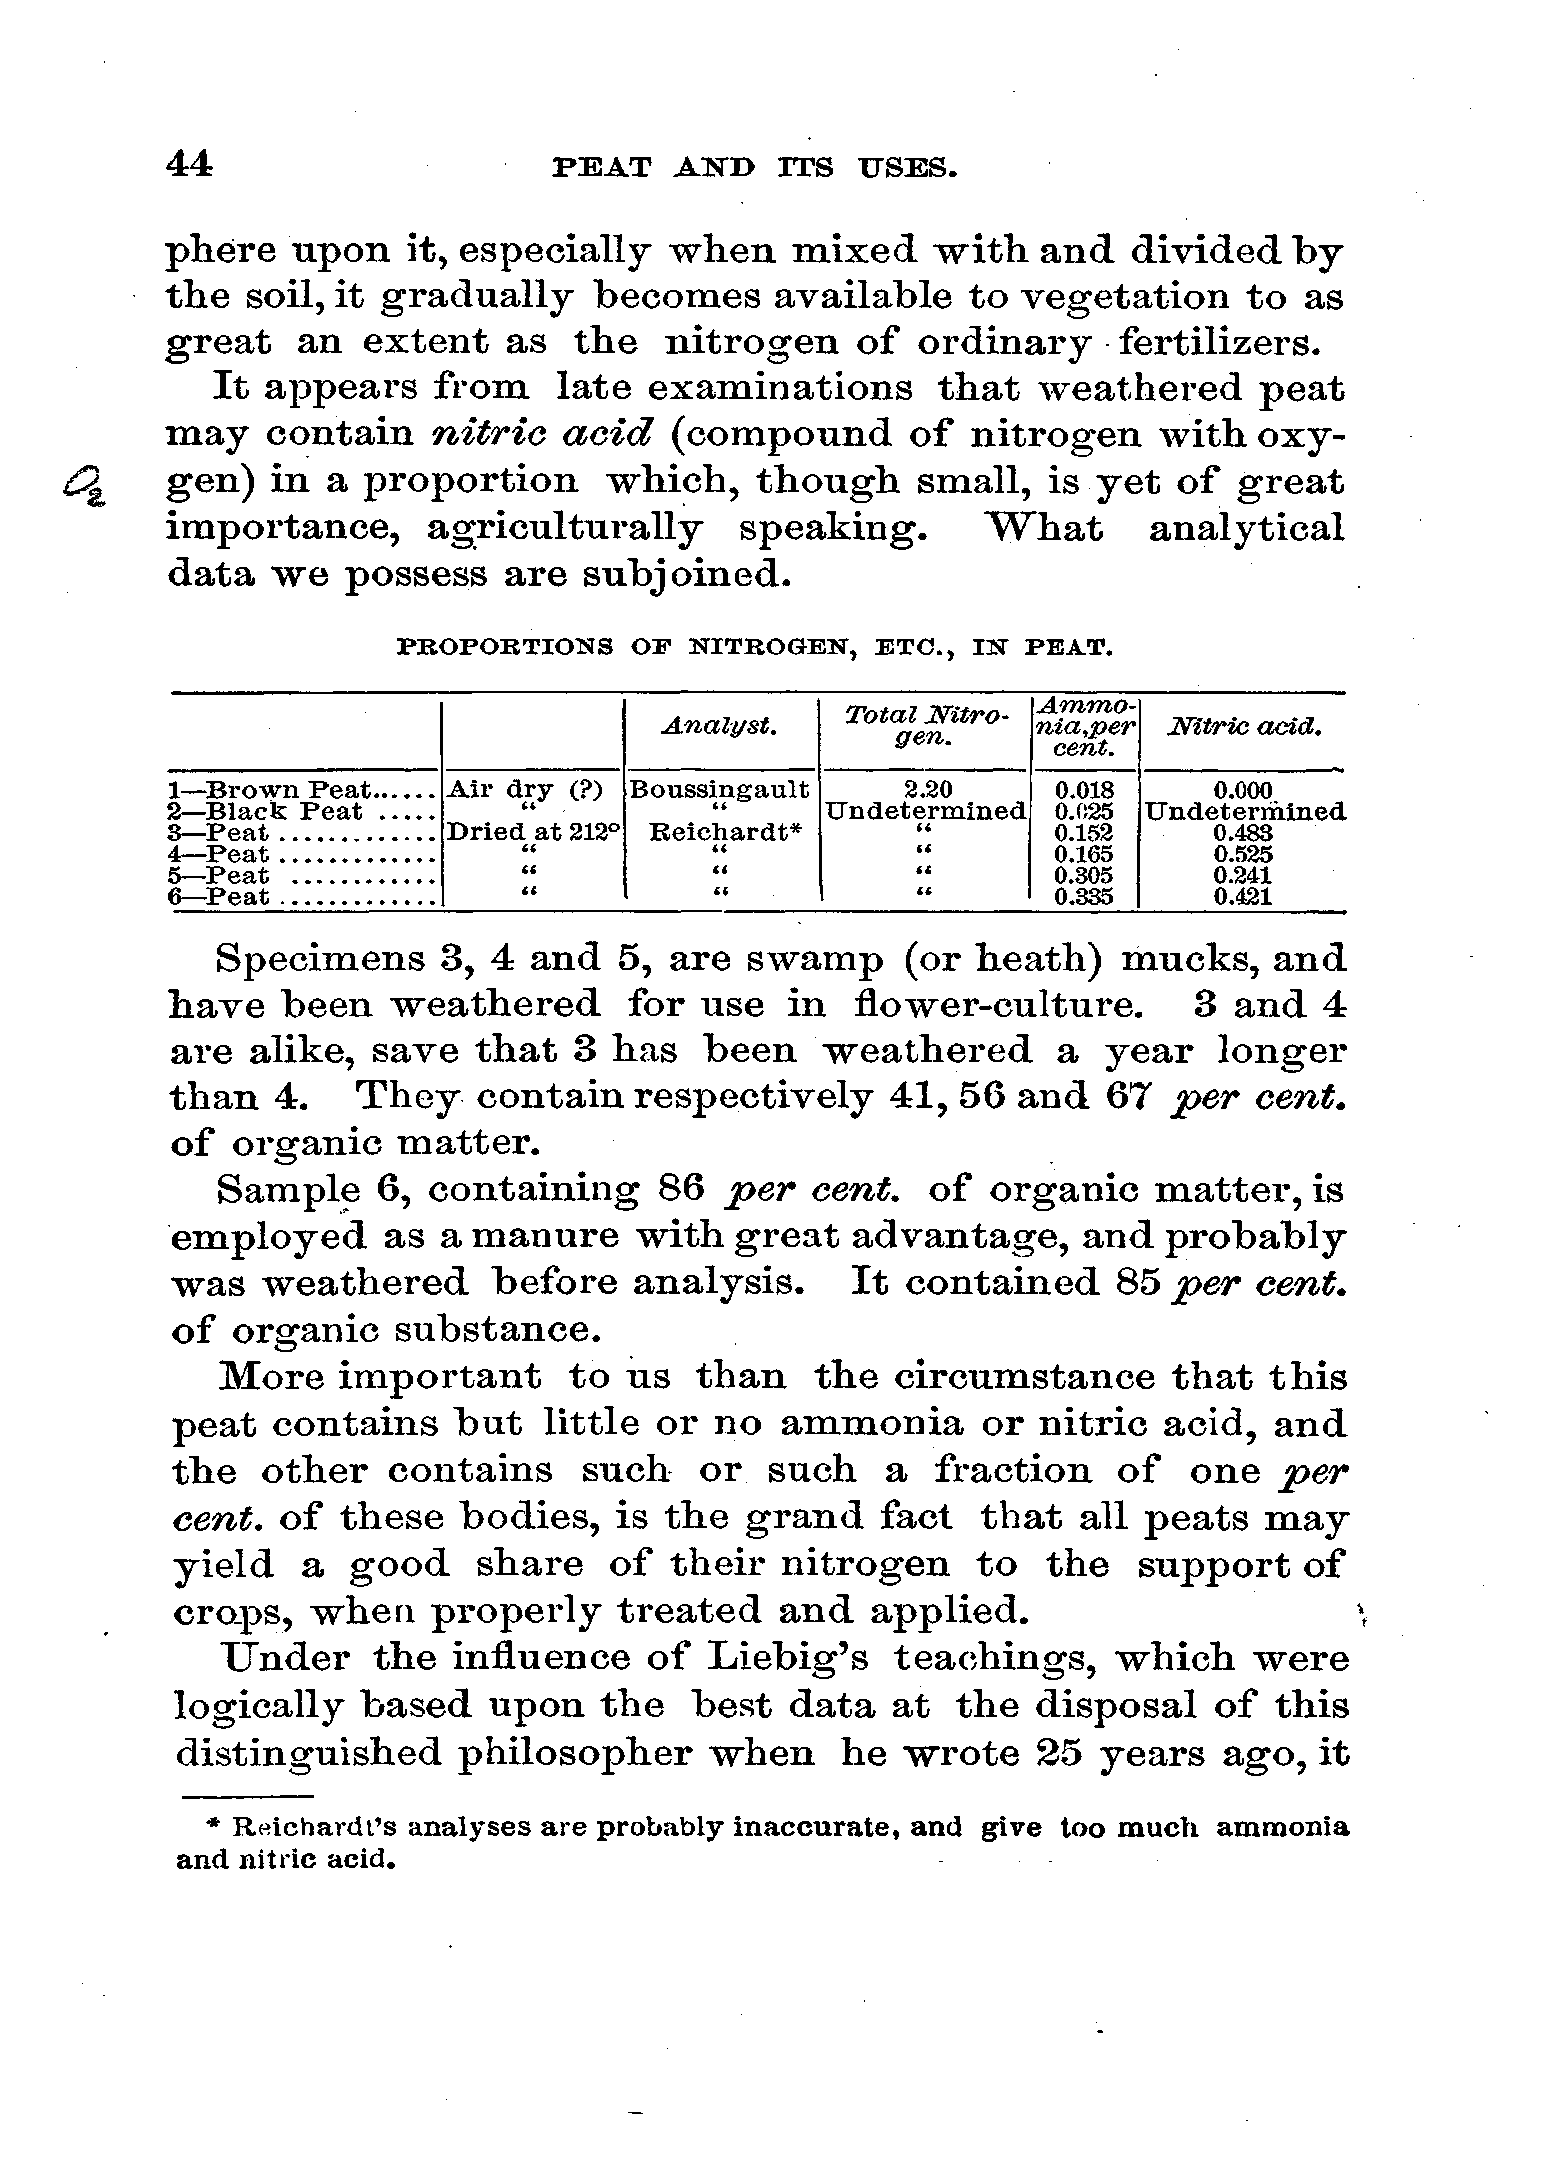 44 PEAT AND ITS USES.
phere upon it, especially when mixed with and divided by
the soil, it gradually becomes available to vegetation to as
great an extent as the nitrogen of ordinary fertilizers.
It appears from late examinations that weathered peat
may contain nitric acid (compound of nitrogen with oxy-
gen) in a proportion which, though small, is yet of great
importance, agriculturally speaking. What analytical
data we possess are subjoined.
PROPORTIONS OF NITROGEN, ETC., IN PEAT.
Analyst. Total Nitro-gen. Ammo-nia, per cent. Nitric acid.
1—Brown Peat...... Air dry (?) Boussingault 2.20 0.018 0.000
2—Black Peat ..... “ “ Undetermined 0.025 Undetermined
3—Peat ............. Dried at 212° Reichardt* “ 0.152 0.483
4—Peat ............. “ “ “ 0.165 0.525
5—Peat ............ “ “ “ 0.305 0.241
6—Peat ............. “ “ “ 0.335 0.421
Specimens 3, 4 and 5, are swamp (or heath) mucks, and
have been weathered for use in flower-culture. 3 and 4
are alike, save that 3 has been weathered a year longer
than 4. They contain respectively 41, 56 and 67 per cent.
of organic matter.
Sample 6, containing 86 per cent. of organic matter, is
employed as a manure with great advantage, and probably
was weathered before analysis. It contained 85 per cent.
of organic substance.
More important to us than the circumstance that this
peat contains but little or no ammonia or nitric acid, and
the other contains such or such a fraction of one per
cent. of these bodies, is the grand fact that all peats may
yield a good share of their nitrogen to the support of
crops, when properly treated and applied.
Under the influence of Liebig’s teachings, which were
logically based upon the best data at the disposal of this
distinguished philosopher when he wrote 25 years ago, it
* Reichardt’s analyses are probably inaccurate, and give too much ammonia
and nitric acid.